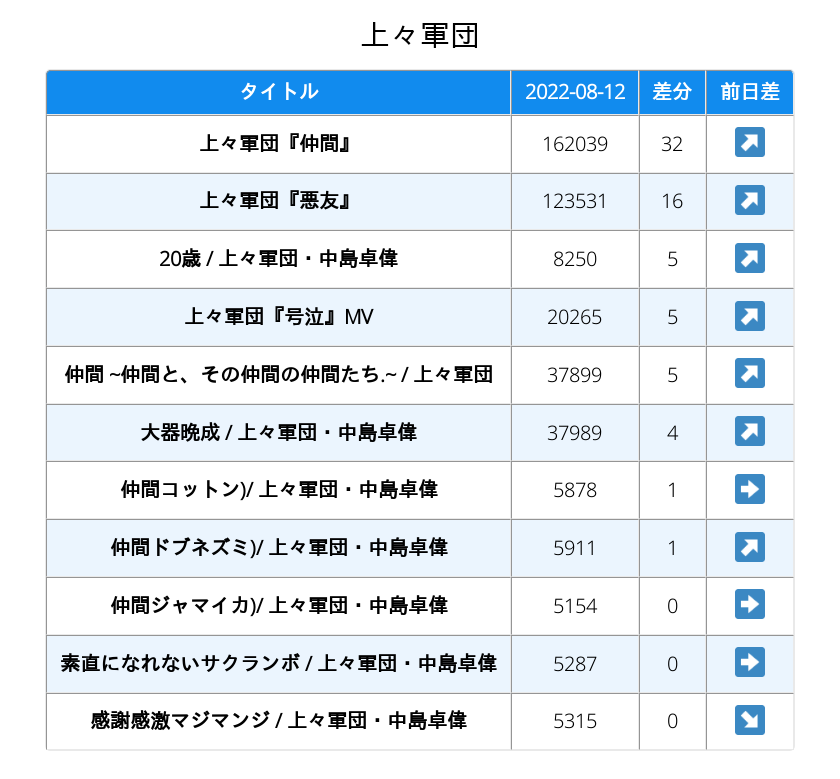 上々軍団
タイトル 2022-08-12 差分 前日差
上々軍団『仲間』 162039 32 ↗
上々軍団『悪友』 123531 16 ↗
20歳 / 上々軍団・中島卓偉 8250 5 ↗
上々軍団『号泣』MV 20265 5 ↗
仲間 ~仲間と、その仲間の仲間たち.~ / 上々軍団 37899 5 ↗
大器晩成 / 上々軍団・中島卓偉 37989 4 ↗
仲間コットン)/ 上々軍団・中島卓偉 5878 1 ➡
仲間ドブネズミ)/ 上々軍団・中島卓偉 5911 1 ↗
仲間ジャマイカ)/ 上々軍団・中島卓偉 5154 0 ➡
素直になれないサクランボ / 上々軍団・中島卓偉 5287 0 ➡
感謝感激マジマンジ / 上々軍団・中島卓偉 5315 0 ↘